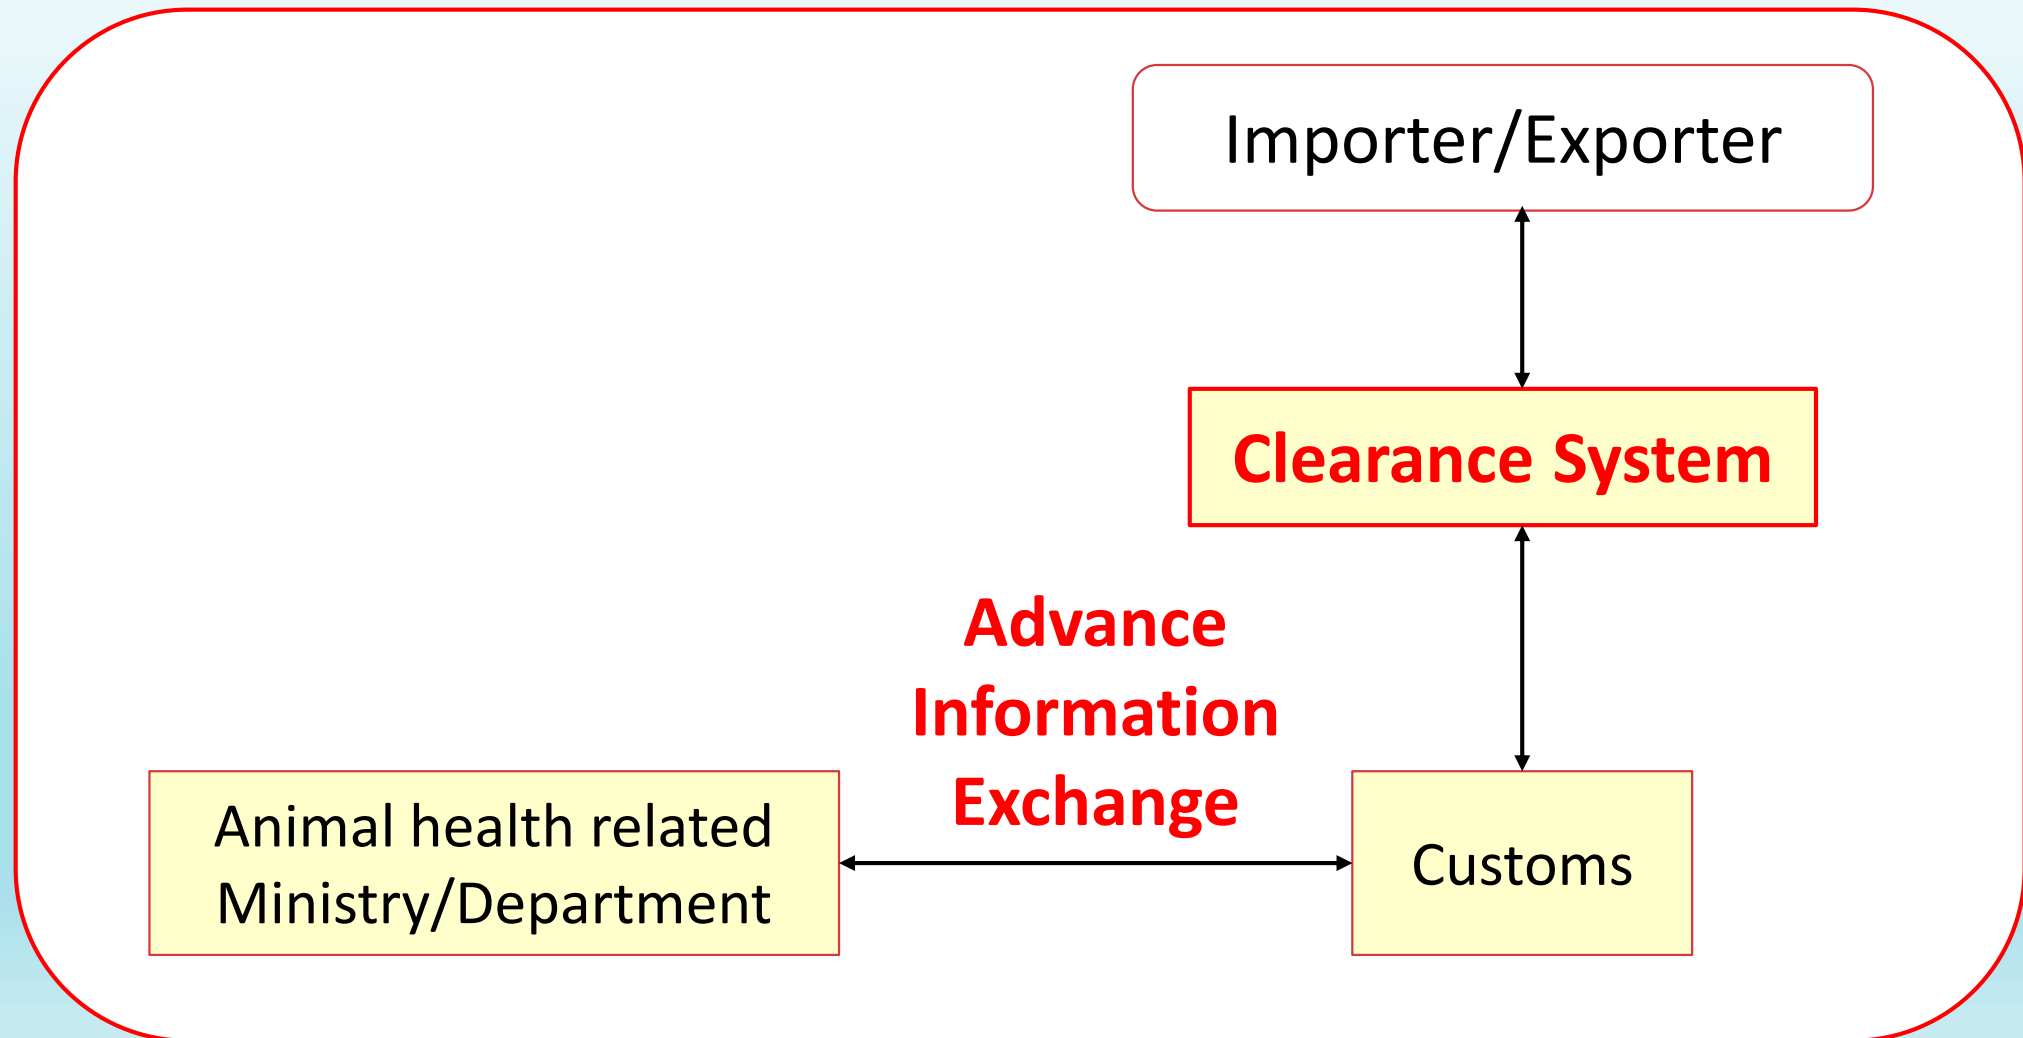 Importer/Exporter
Clearance System
Advance
Information
Exchange
Animal health related
Ministry/Department
Customs